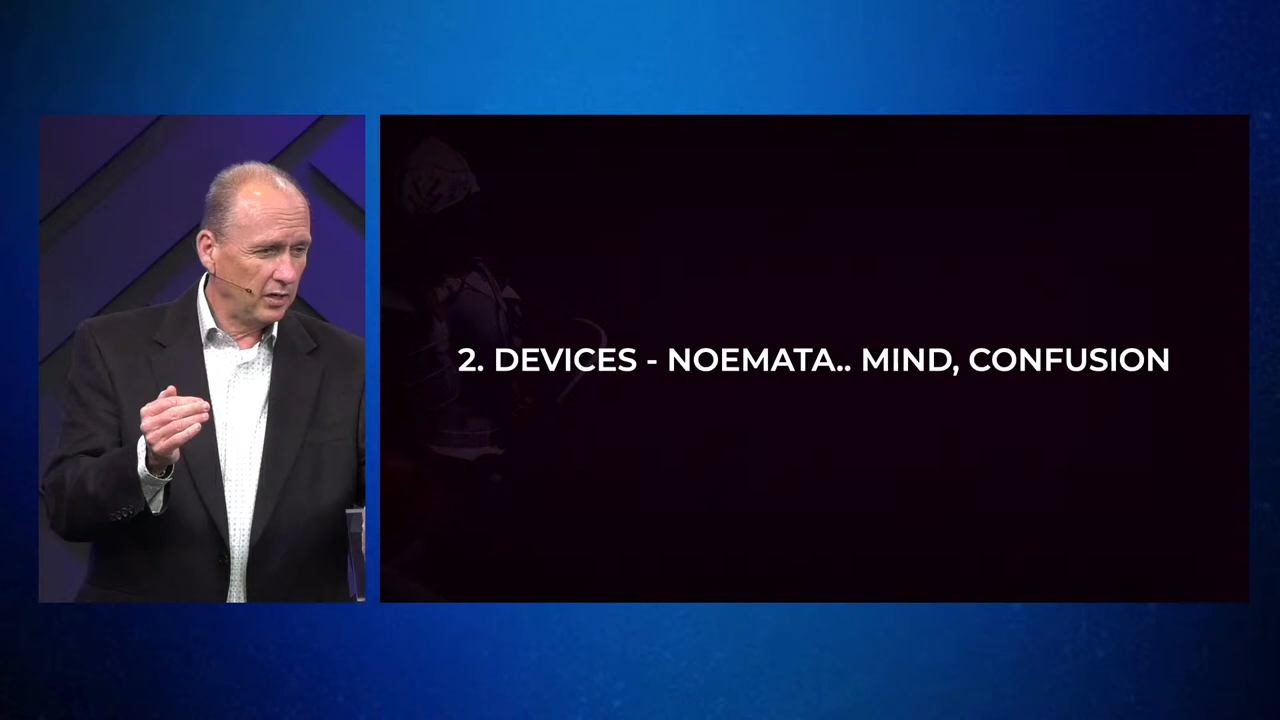 2. DEVICES - NOEMATA.. MIND, CONFUSION